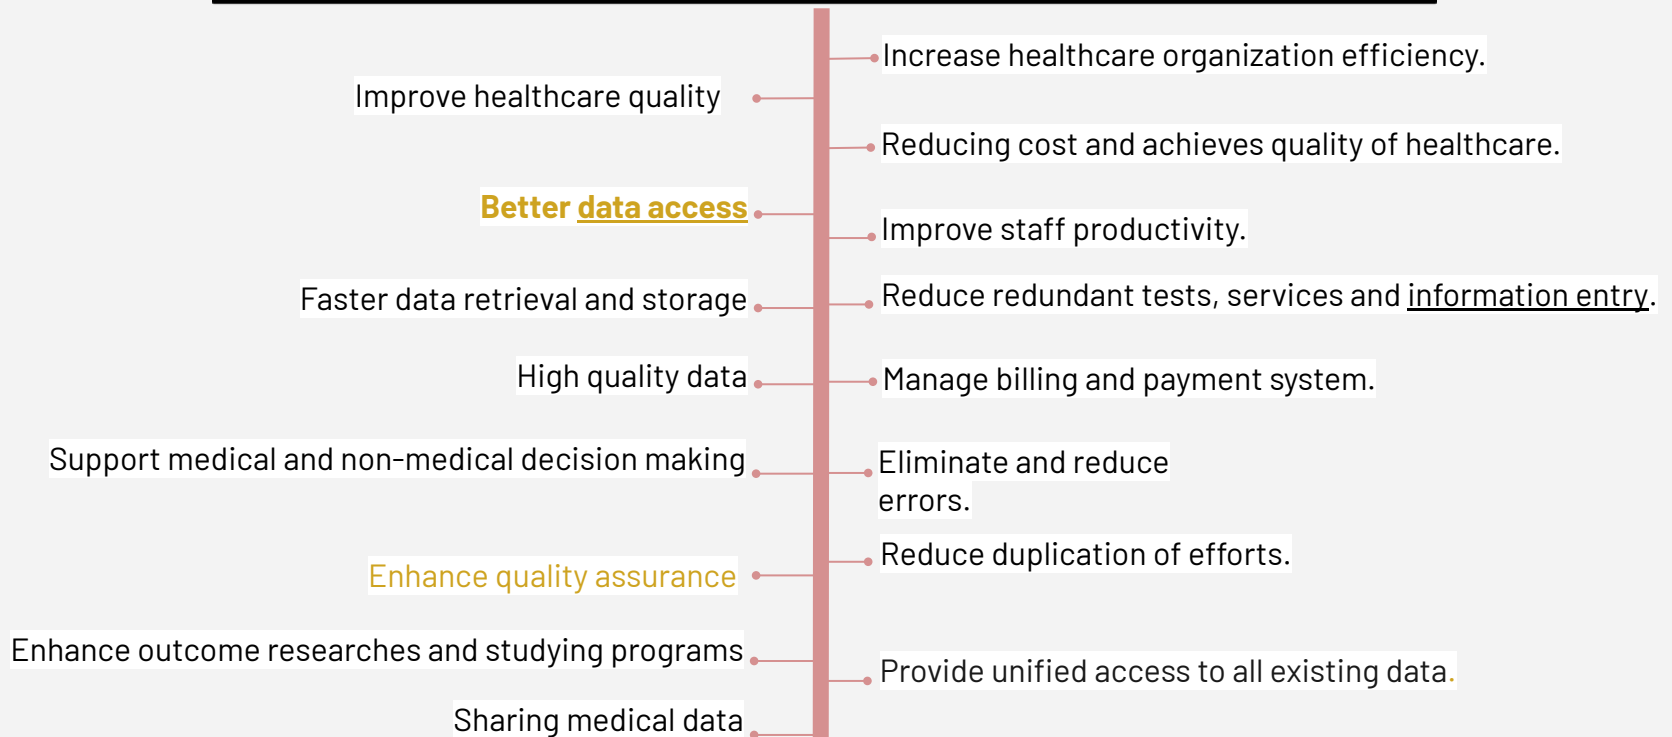 Increase healthcare organization efficiency.
Improve healthcare quality
Reducing cost and achieves quality of healthcare.
Better data access
Improve staff productivity.
Faster data retrieval and storage
Reduce redundant tests, services and information entry.
High quality data
Manage billing and payment system.
Support medical and non-medical decision making
Eliminate and reduce
errors.
Reduce duplication of efforts.
Enhance quality assurance
Enhance outcome researches and studying programs
Provide unified access to all existing data.
Sharing medical data